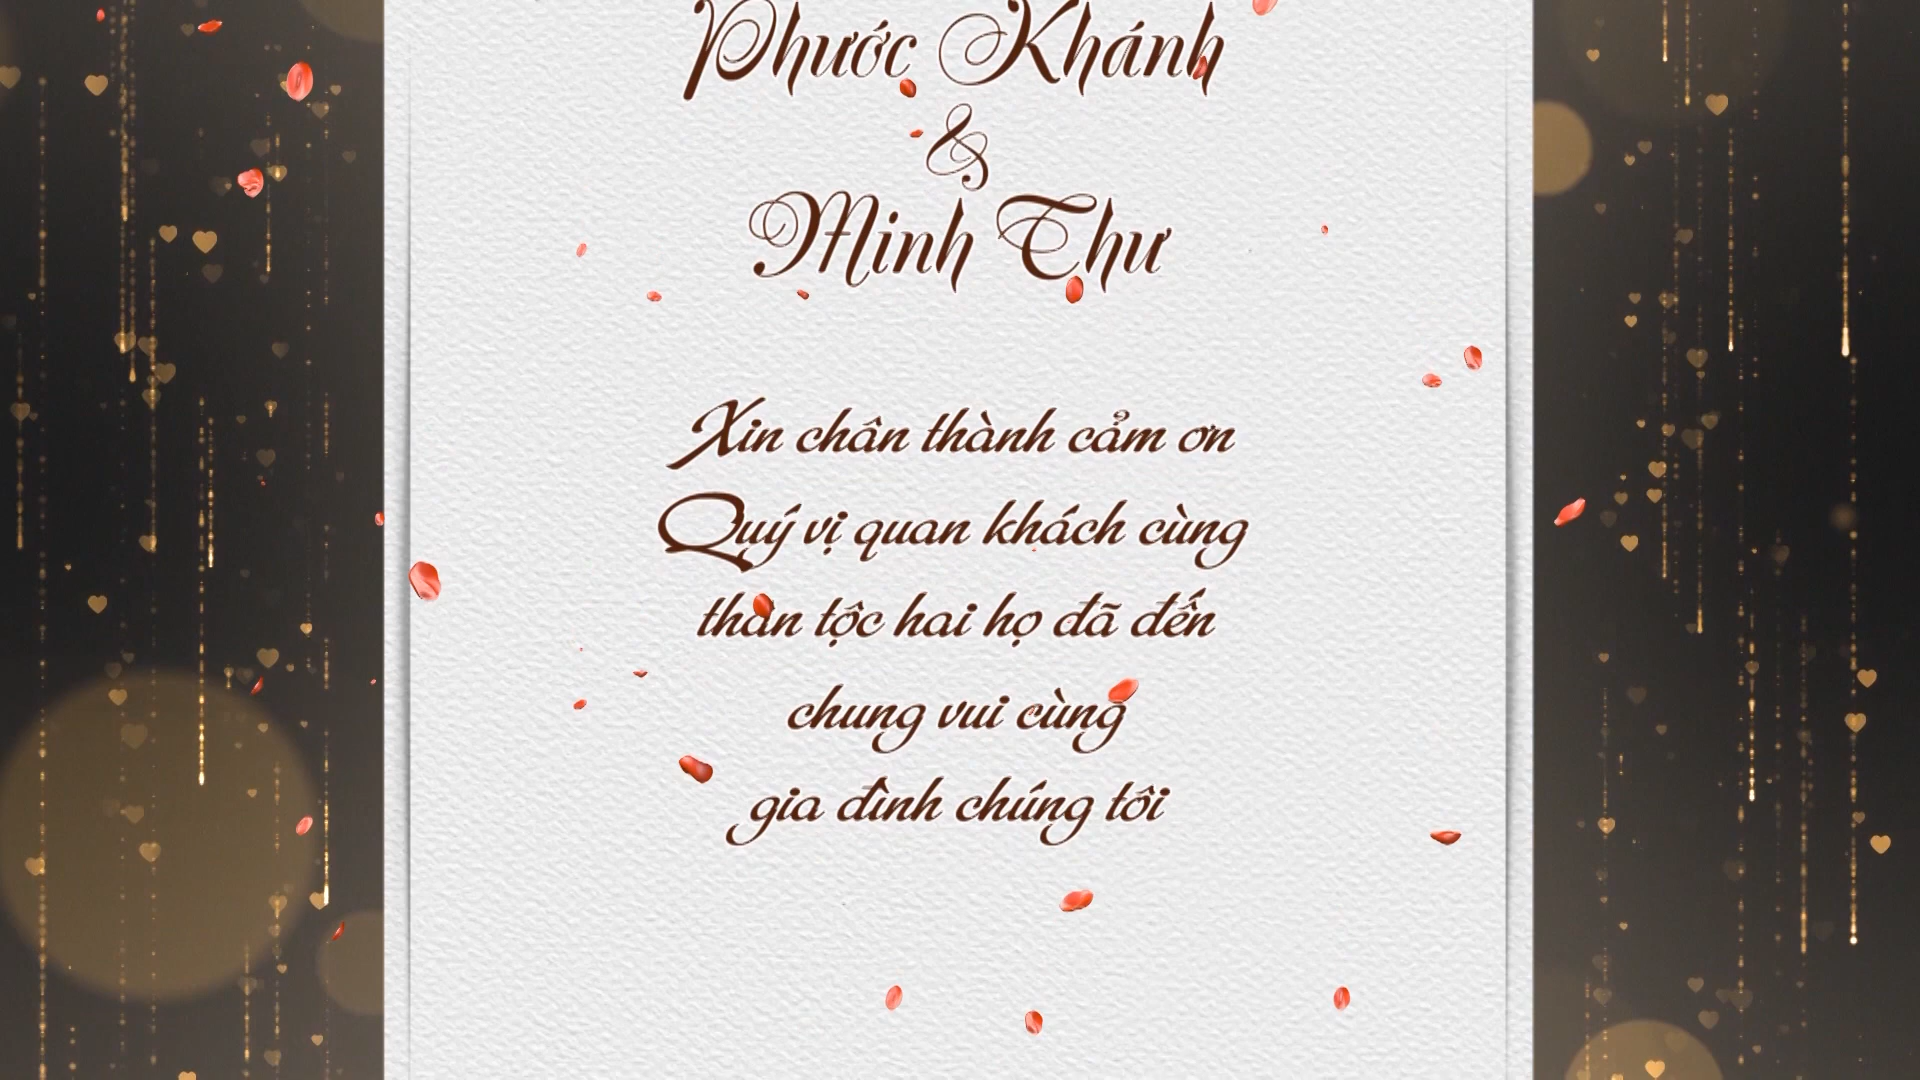 Phước Khánh
&
Minh Thư
Xin chân thành cảm ơn
Quý vị quan khách cùng
thân tộc hai họ đã đến
chung vui cùng
gia đình chúng tôi